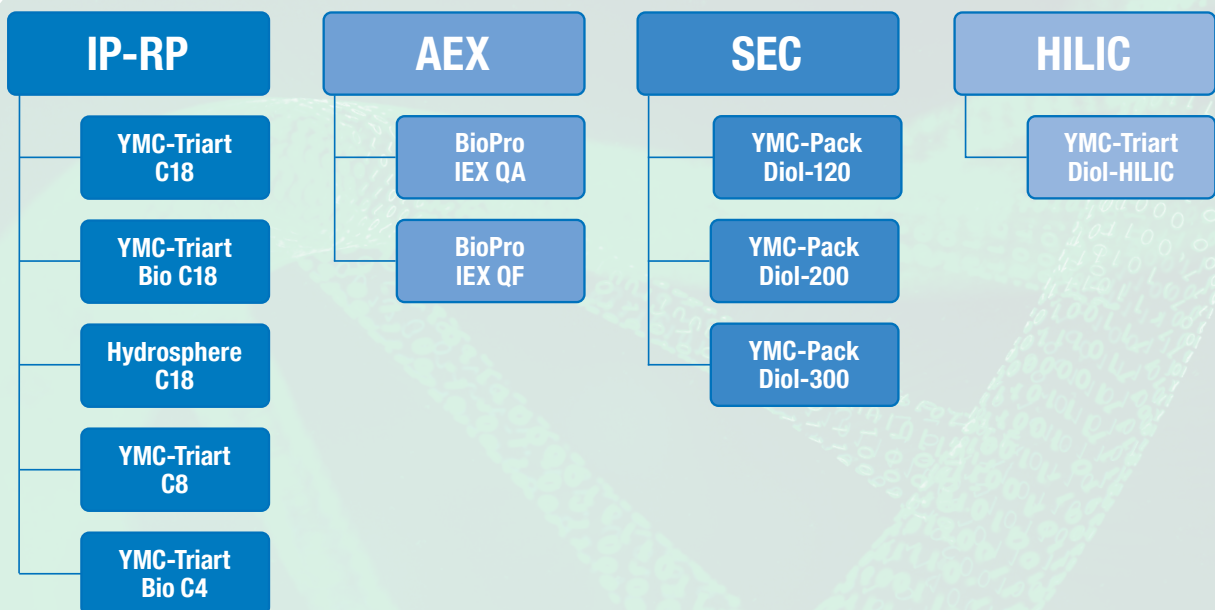 IP-RP
YMC-Triart
C18
YMC-Triart
Bio C18
Hydrosphere
C18
YMC-Triart
C8
YMC-Triart
Bio C4
AEX
BioPro
IEX QA
BioPro
IEX QF
SEC
YMC-Pack
Diol-120
YMC-Pack
Diol-200
YMC-Pack
Diol-300
HILIC
YMC-Triart
Diol-HILIC